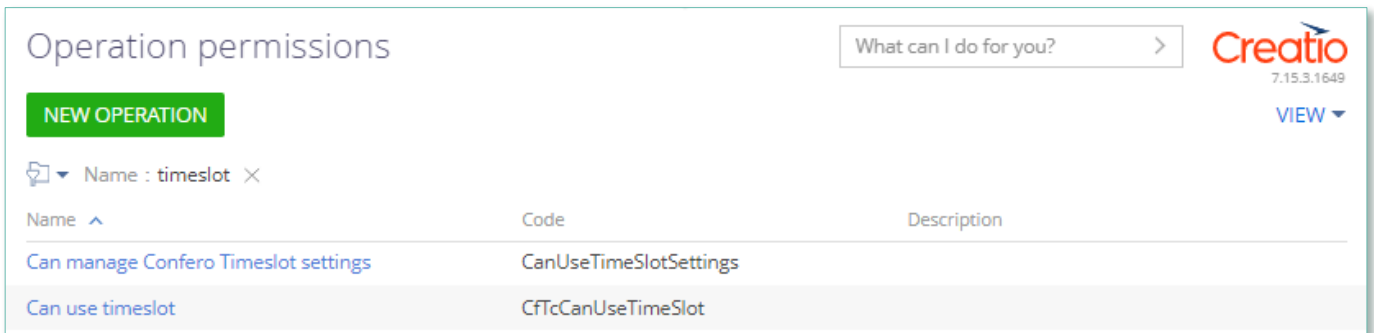 Operation permissions
What can I do for you?
Creatio
7.15.3.1649
NEW OPERATION
VIEW
Name : timeslot
Name Code Description
Can manage Confero Timeslot settings CanUseTimeSlotSettings
Can use timeslot CfTcCanUseTimeSlot